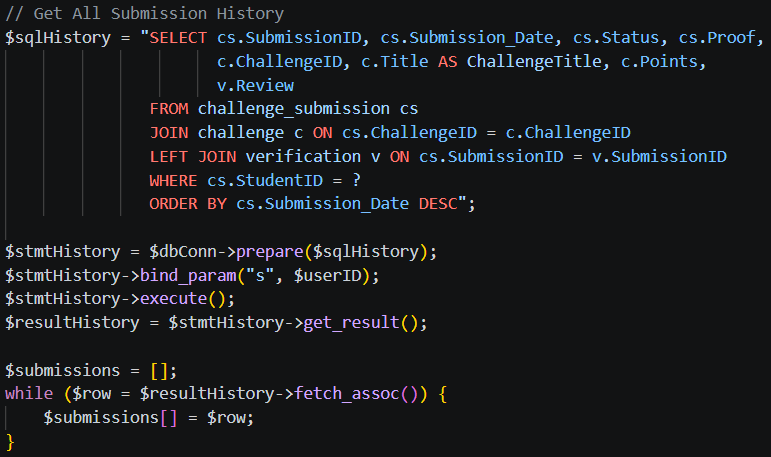 // Get All Submission History
$sqlHistory = "SELECT cs.SubmissionID, cs.Submission_Date, cs.Status, cs.Proof,
c.ChallengeID, c.Title AS ChallengeTitle, c.Points,
v.Review
FROM challenge_submission cs
JOIN challenge c ON cs.ChallengeID = c.ChallengeID
LEFT JOIN verification v ON cs.SubmissionID = v.SubmissionID
WHERE cs.StudentID = ?
ORDER BY cs.Submission_Date DESC";
$stmtHistory = $dbConn->prepare($sqlHistory);
$stmtHistory->bind_param("s", $userID);
$stmtHistory->execute();
$resultHistory = $stmtHistory->get_result();
$submissions = [];
while ($row = $resultHistory->fetch_assoc()) {
$submissions[] = $row;
}